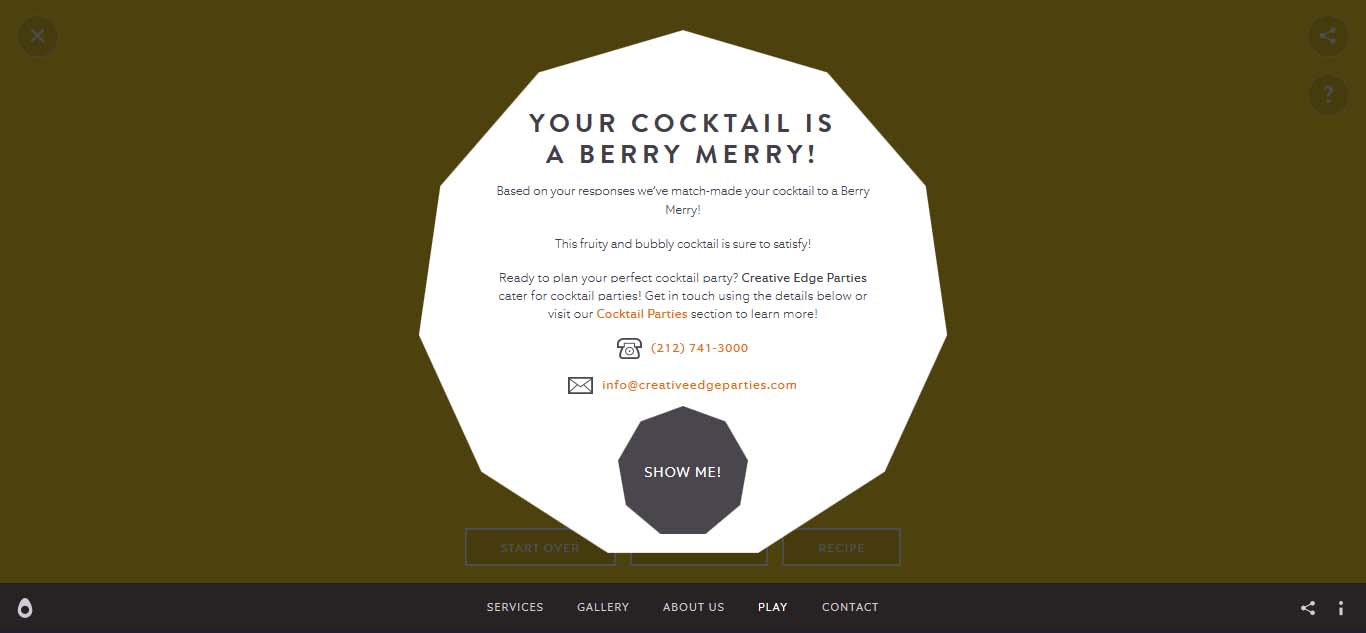 ?
YOUR COCKTAIL IS
A BERRY MERRY!
Based on your responses we've match-made your cocktail to a Berry
Merry!
This fruity and bubbly cocktail is sure to satisfy!
Ready to plan your perfect cocktail party? Creative Edge Parties
cater for cocktail parties! Get in touch using the details below or
visit our Cocktail Parties section to learn more!
(212) 741-3000
info@creativeedgeparties.com
SHOW ME!
START OVER
RECIPE
SERVICES GALLERY ABOUT US PLAY CONTACT